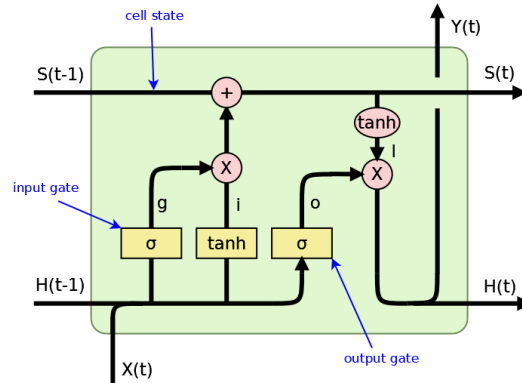 cell state
Y(t)
S(t-1)
S(t)
+
tanh
l
X
X
input gate
g
i
o
σ
tanh
σ
H(t-1)
H(t)
output gate
X(t)